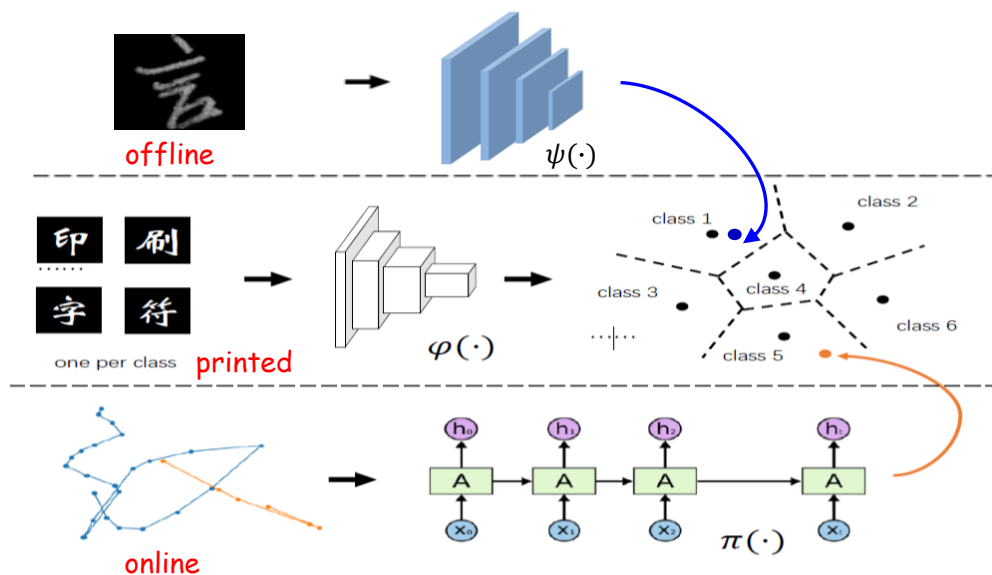 言
offline
ψ(·)
印 刷
......
字 符
one per class
printed
φ(·)
class 1
class 2
class 3
class 4
class 5
class 6
......
online
h₀ h₁ h₂ hₜ
A A A A
x₀ x₁ x₂ xₜ
π(·)